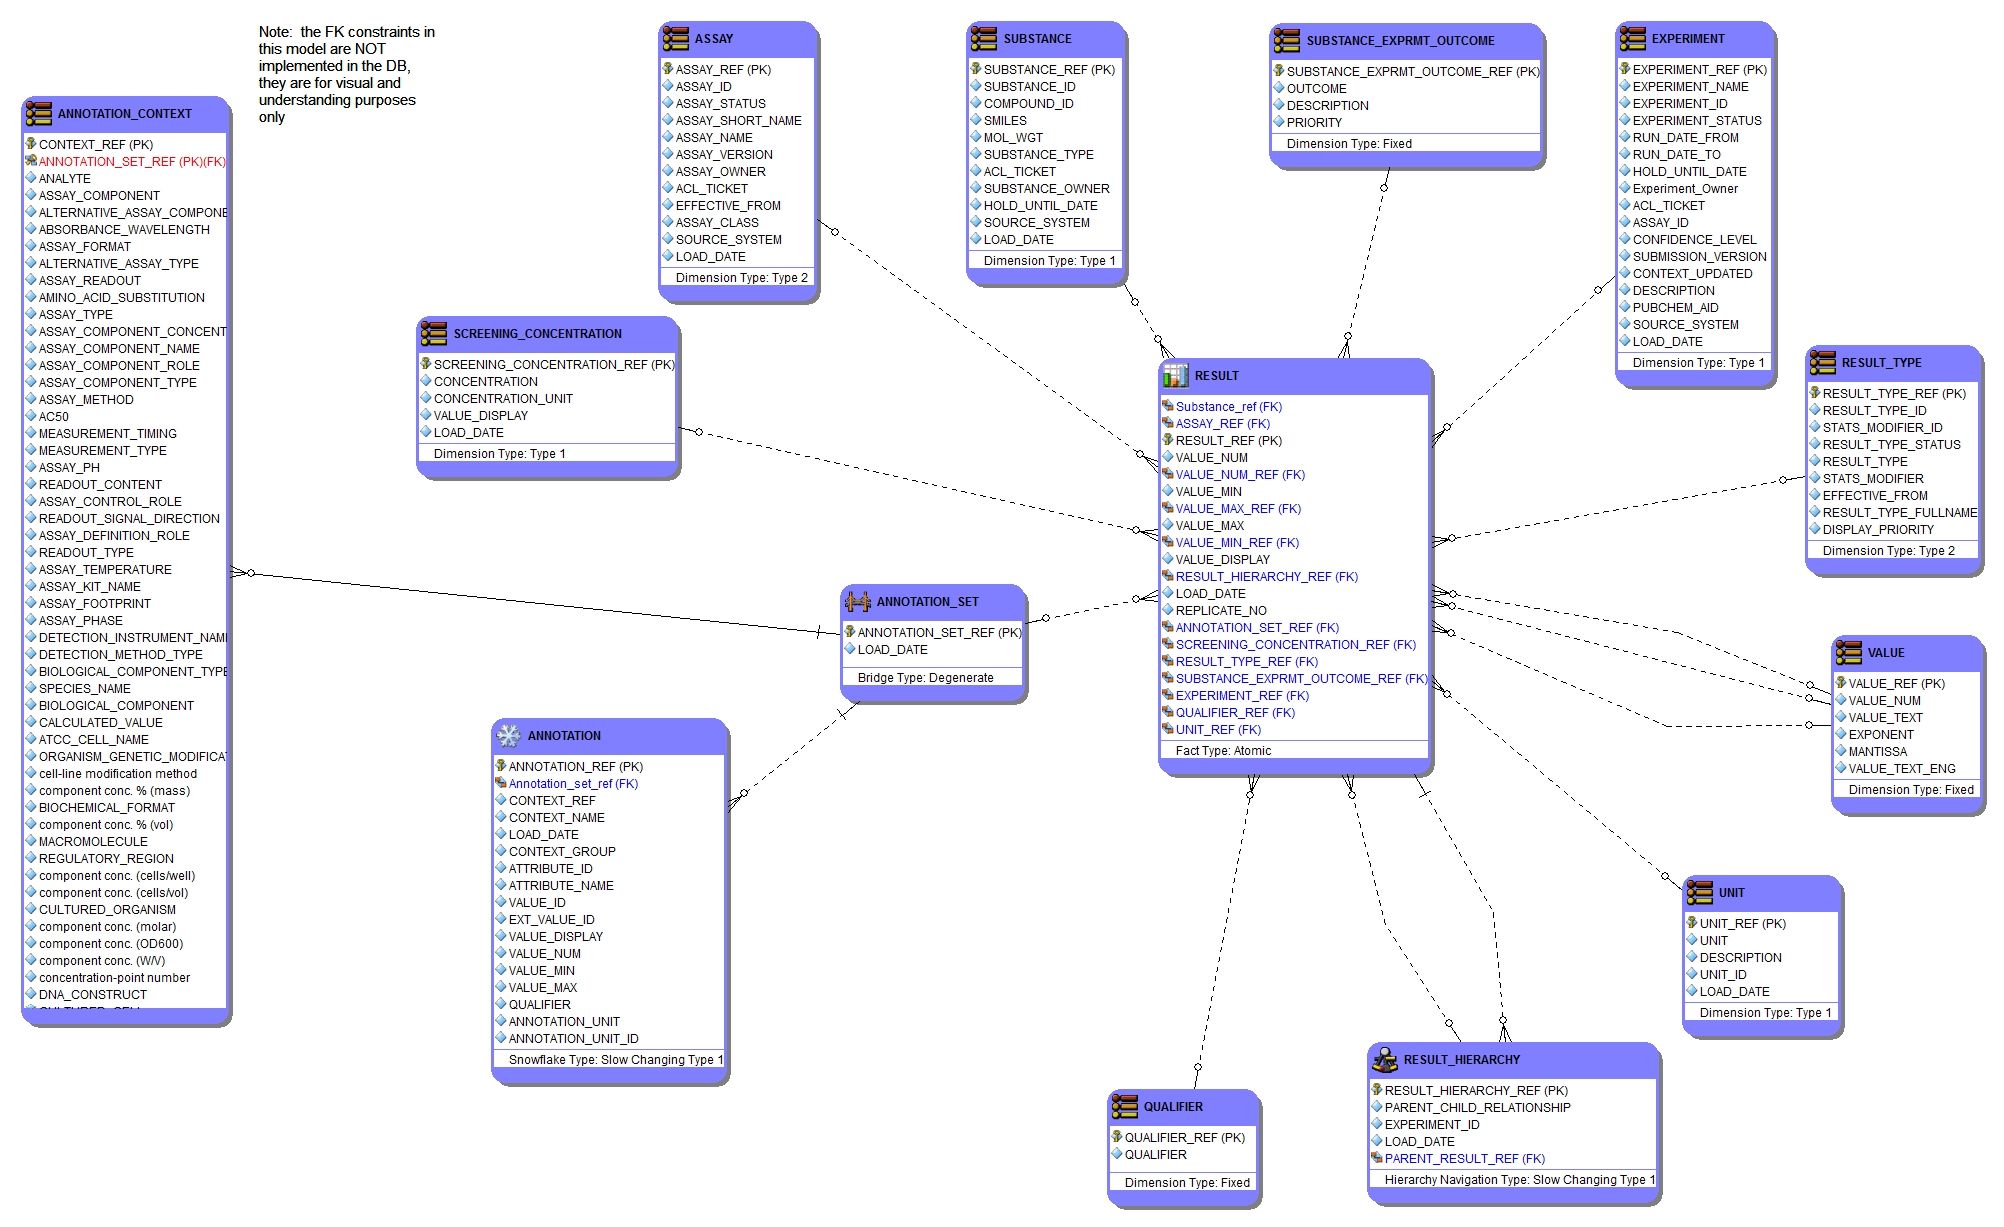 Note:  the FK constraints in
this model are NOT
implemented in the DB,
they are for visual and
understanding purposes
only
ANNOTATION_CONTEXT
CONTEXT_REF (PK)
ANNOTATION_SET_REF (PK)(FK)
ANALYTE
ASSAY_COMPONENT
ALTERNATIVE_ASSAY_COMPONE
ABSORBANCE_WAVELENGTH
ASSAY_FORMAT
ALTERNATIVE_ASSAY_TYPE
ASSAY_READOUT
AMINO_ACID_SUBSTITUTION
ASSAY_TYPE
ASSAY_COMPONENT_CONCENT
ASSAY_COMPONENT_NAME
ASSAY_COMPONENT_ROLE
ASSAY_COMPONENT_TYPE
ASSAY_METHOD
AC50
MEASUREMENT_TIMING
MEASUREMENT_TYPE
ASSAY_PH
READOUT_CONTENT
ASSAY_CONTROL_ROLE
READOUT_SIGNAL_DIRECTION
ASSAY_DEFINITION_ROLE
READOUT_TYPE
ASSAY_TEMPERATURE
ASSAY_KIT_NAME
ASSAY_FOOTPRINT
ASSAY_PHASE
DETECTION_INSTRUMENT_NAM
DETECTION_METHOD_TYPE
BIOLOGICAL_COMPONENT_TYPE
SPECIES_NAME
BIOLOGICAL_COMPONENT
CALCULATED_VALUE
ATCC_CELL_NAME
ORGANISM_GENETIC_MODIFICA
cell-line modification method
component conc. % (mass)
BIOCHEMICAL_FORMAT
component conc. % (vol)
MACROMOLECULE
REGULATORY_REGION
component conc. (cells/well)
component conc. (cells/vol)
CULTURED_ORGANISM
component conc. (molar)
component conc. (OD600)
component conc. (W/V)
concentration-point number
DNA_CONSTRUCT
ASSAY
ASSAY_REF (PK)
ASSAY_ID
ASSAY_STATUS
ASSAY_SHORT_NAME
ASSAY_NAME
ASSAY_VERSION
ASSAY_OWNER
ACL_TICKET
EFFECTIVE_FROM
ASSAY_CLASS
SOURCE_SYSTEM
LOAD_DATE
Dimension Type: Type 2
SUBSTANCE
SUBSTANCE_REF (PK)
SUBSTANCE_ID
COMPOUND_ID
SMILES
MOL_WGT
SUBSTANCE_TYPE
ACL_TICKET
SUBSTANCE_OWNER
HOLD_UNTIL_DATE
SOURCE_SYSTEM
LOAD_DATE
Dimension Type: Type 1
SUBSTANCE_EXPRMT_OUTCOME
SUBSTANCE_EXPRMT_OUTCOME_REF (PK)
OUTCOME
DESCRIPTION
PRIORITY
Dimension Type: Fixed
EXPERIMENT
EXPERIMENT_REF (PK)
EXPERIMENT_NAME
EXPERIMENT_ID
EXPERIMENT_STATUS
RUN_DATE_FROM
RUN_DATE_TO
HOLD_UNTIL_DATE
Experiment_Owner
ACL_TICKET
ASSAY_ID
CONFIDENCE_LEVEL
SUBMISSION_VERSION
CONTEXT_UPDATED
DESCRIPTION
PUBCHEM_AID
SOURCE_SYSTEM
LOAD_DATE
Dimension Type: Type 1
SCREENING_CONCENTRATION
SCREENING_CONCENTRATION_REF (PK)
CONCENTRATION
CONCENTRATION_UNIT
VALUE_DISPLAY
LOAD_DATE
Dimension Type: Type 1
RESULT
Substance_ref (FK)
ASSAY_REF (FK)
RESULT_REF (PK)
VALUE_NUM
VALUE_NUM_REF (FK)
VALUE_MIN
VALUE_MAX_REF (FK)
VALUE_MAX
VALUE_MIN_REF (FK)
VALUE_DISPLAY
RESULT_HIERARCHY_REF (FK)
LOAD_DATE
REPLICATE_NO
ANNOTATION_SET_REF (FK)
SCREENING_CONCENTRATION_REF (FK)
RESULT_TYPE_REF (FK)
SUBSTANCE_EXPRMT_OUTCOME_REF (FK)
EXPERIMENT_REF (FK)
QUALIFIER_REF (FK)
UNIT_REF (FK)
Fact Type: Atomic
RESULT_TYPE
RESULT_TYPE_REF (PK)
RESULT_TYPE_ID
STATS_MODIFIER_ID
RESULT_TYPE_STATUS
RESULT_TYPE
STATS_MODIFIER
EFFECTIVE_FROM
RESULT_TYPE_FULLNAME
DISPLAY_PRIORITY
Dimension Type: Type 2
ANNOTATION_SET
ANNOTATION_SET_REF (PK)
LOAD_DATE
Bridge Type: Degenerate
VALUE
VALUE_REF (PK)
VALUE_NUM
VALUE_TEXT
EXPONENT
MANTISSA
VALUE_TEXT_ENG
Dimension Type: Fixed
ANNOTATION
ANNOTATION_REF (PK)
Annotation_set_ref (FK)
CONTEXT_REF
CONTEXT_NAME
LOAD_DATE
CONTEXT_GROUP
ATTRIBUTE_ID
ATTRIBUTE_NAME
VALUE_ID
EXT_VALUE_ID
VALUE_DISPLAY
VALUE_NUM
VALUE_MIN
VALUE_MAX
QUALIFIER
ANNOTATION_UNIT
ANNOTATION_UNIT_ID
Snowflake Type: Slow Changing Type 1
UNIT
UNIT_REF (PK)
UNIT
DESCRIPTION
UNIT_ID
LOAD_DATE
Dimension Type: Type 1
QUALIFIER
QUALIFIER_REF (PK)
QUALIFIER
Dimension Type: Fixed
RESULT_HIERARCHY
RESULT_HIERARCHY_REF (PK)
PARENT_CHILD_RELATIONSHIP
EXPERIMENT_ID
LOAD_DATE
PARENT_RESULT_REF (FK)
Hierarchy Navigation Type: Slow Changing Type 1